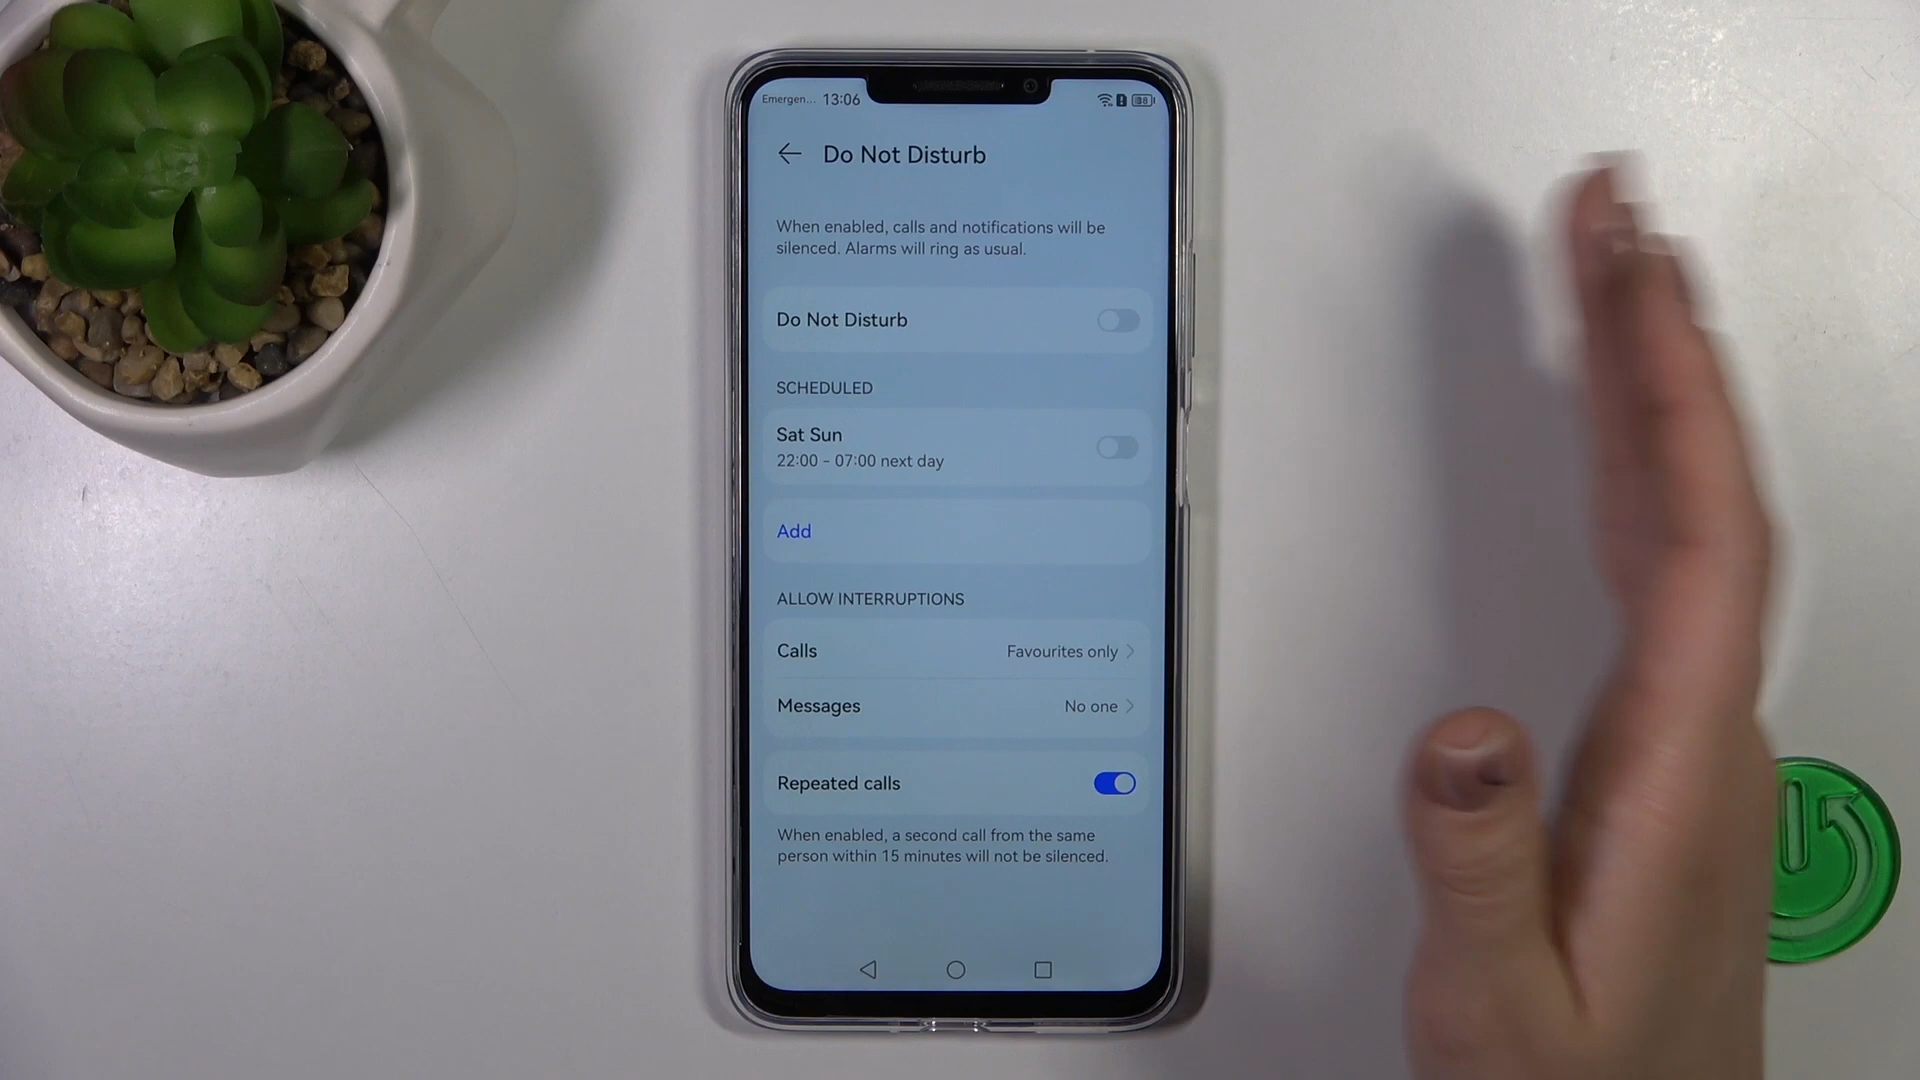 Emergen... 13:06
38
Do Not Disturb
When enabled, calls and notifications will be
silenced. Alarms will ring as usual.
Do Not Disturb
SCHEDULED
Sat Sun
22:00 - 07:00 next day
Add
ALLOW INTERRUPTIONS
Calls Favourites only
Messages No one
Repeated calls
When enabled, a second call from the same
person within 15 minutes will not be silenced.